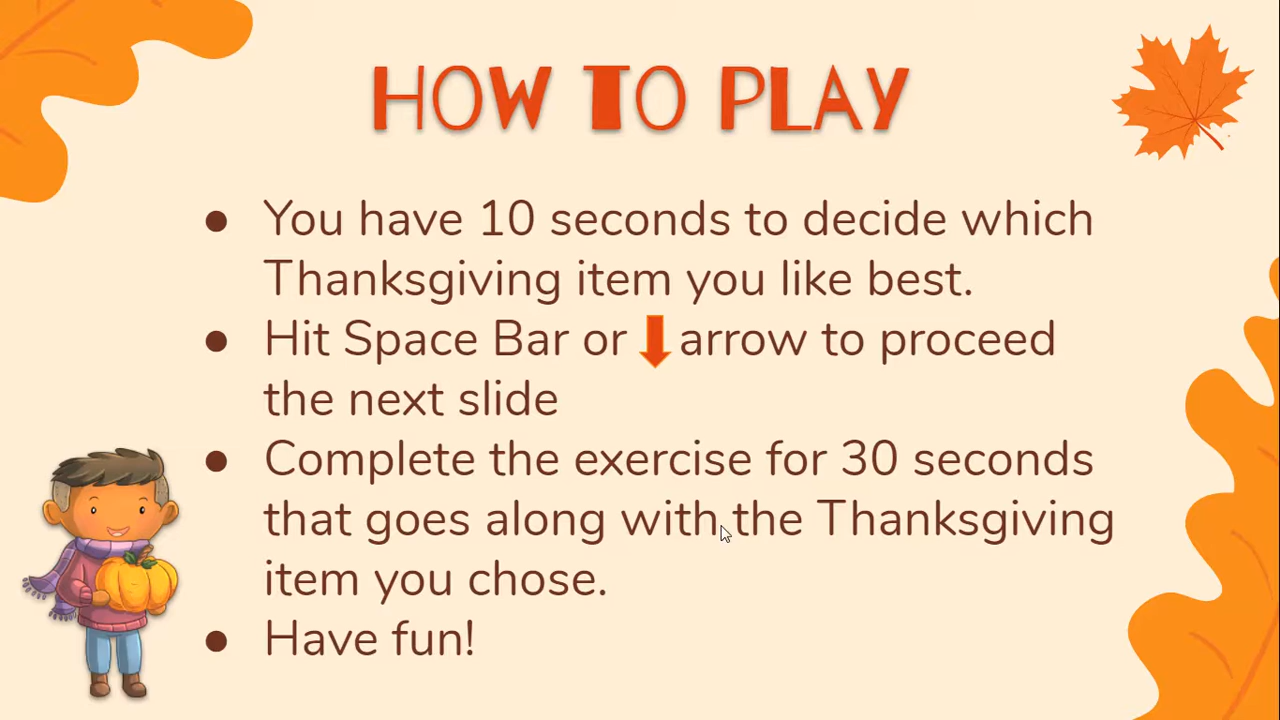 HOW TO PLAY
● You have 10 seconds to decide which
Thanksgiving item you like best.
● Hit Space Bar or arrow to proceed
the next slide
● Complete the exercise for 30 seconds
that goes along with the Thanksgiving
item you chose.
● Have fun!